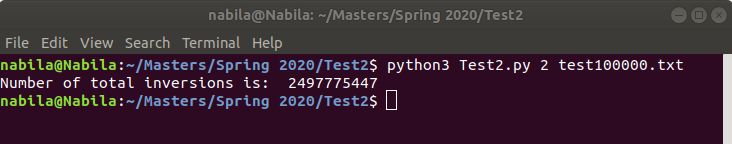 nabila@Nabila: ~/Masters/Spring 2020/Test2
File Edit View Search Terminal Help
nabila@Nabila:~/Masters/Spring 2020/Test2$ python3 Test2.py 2 test100000.txt
Number of total inversions is:  2497775447
nabila@Nabila:~/Masters/Spring 2020/Test2$